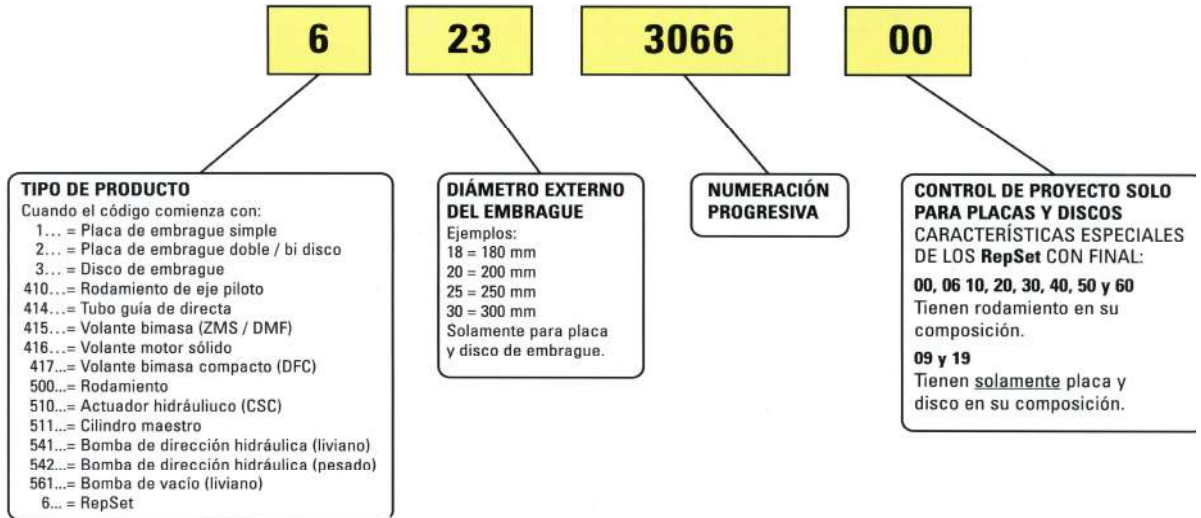 6 23 3066 00
TIPO DE PRODUCTO
Cuando el código comienza con:
1... = Placa de embrague simple
2... = Placa de embrague doble / bi disco
3... = Disco de embrague
410...= Rodamiento de eje piloto
414...= Tubo guía de directa
415...= Volante bimasa (ZMS / DMF)
416...= Volante motor sólido
417...= Volante bimasa compacto (DFC)
500...= Rodamiento
510...= Actuador hidráuliuco (CSC)
511...= Cilindro maestro
541...= Bomba de dirección hidráulica (liviano)
542...= Bomba de dirección hidráulica (pesado)
561...= Bomba de vacío (liviano)
6... = RepSet
DIÁMETRO EXTERNO
DEL EMBRAGUE
Ejemplos:
18 = 180 mm
20 = 200 mm
25 = 250 mm
30 = 300 mm
Solamente para placa
y disco de embrague.
NUMERACIÓN
PROGRESIVA
CONTROL DE PROYECTO SOLO
PARA PLACAS Y DISCOS
CARACTERÍSTICAS ESPECIALES
DE LOS RepSet CON FINAL:
00, 06 10, 20, 30, 40, 50 y 60
Tienen rodamiento en su
composición.
09 y 19
Tienen solamente placa y
disco en su composición.